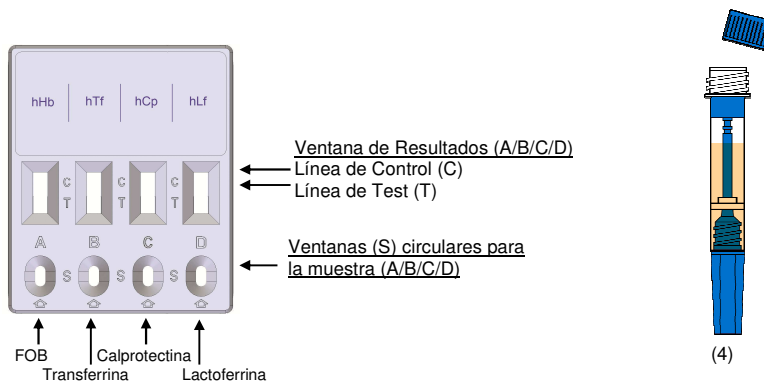 hHb hTf hCp hLf
Ventana de Resultados (A/B/C/D)
C C C Línea de Control (C)
T T T Línea de Test (T)
A B C D
Ventanas (S) circulares para
S S S
la muestra (A/B/C/D)
FOB Calprotectina
Transferrina Lactoferrina
(4)